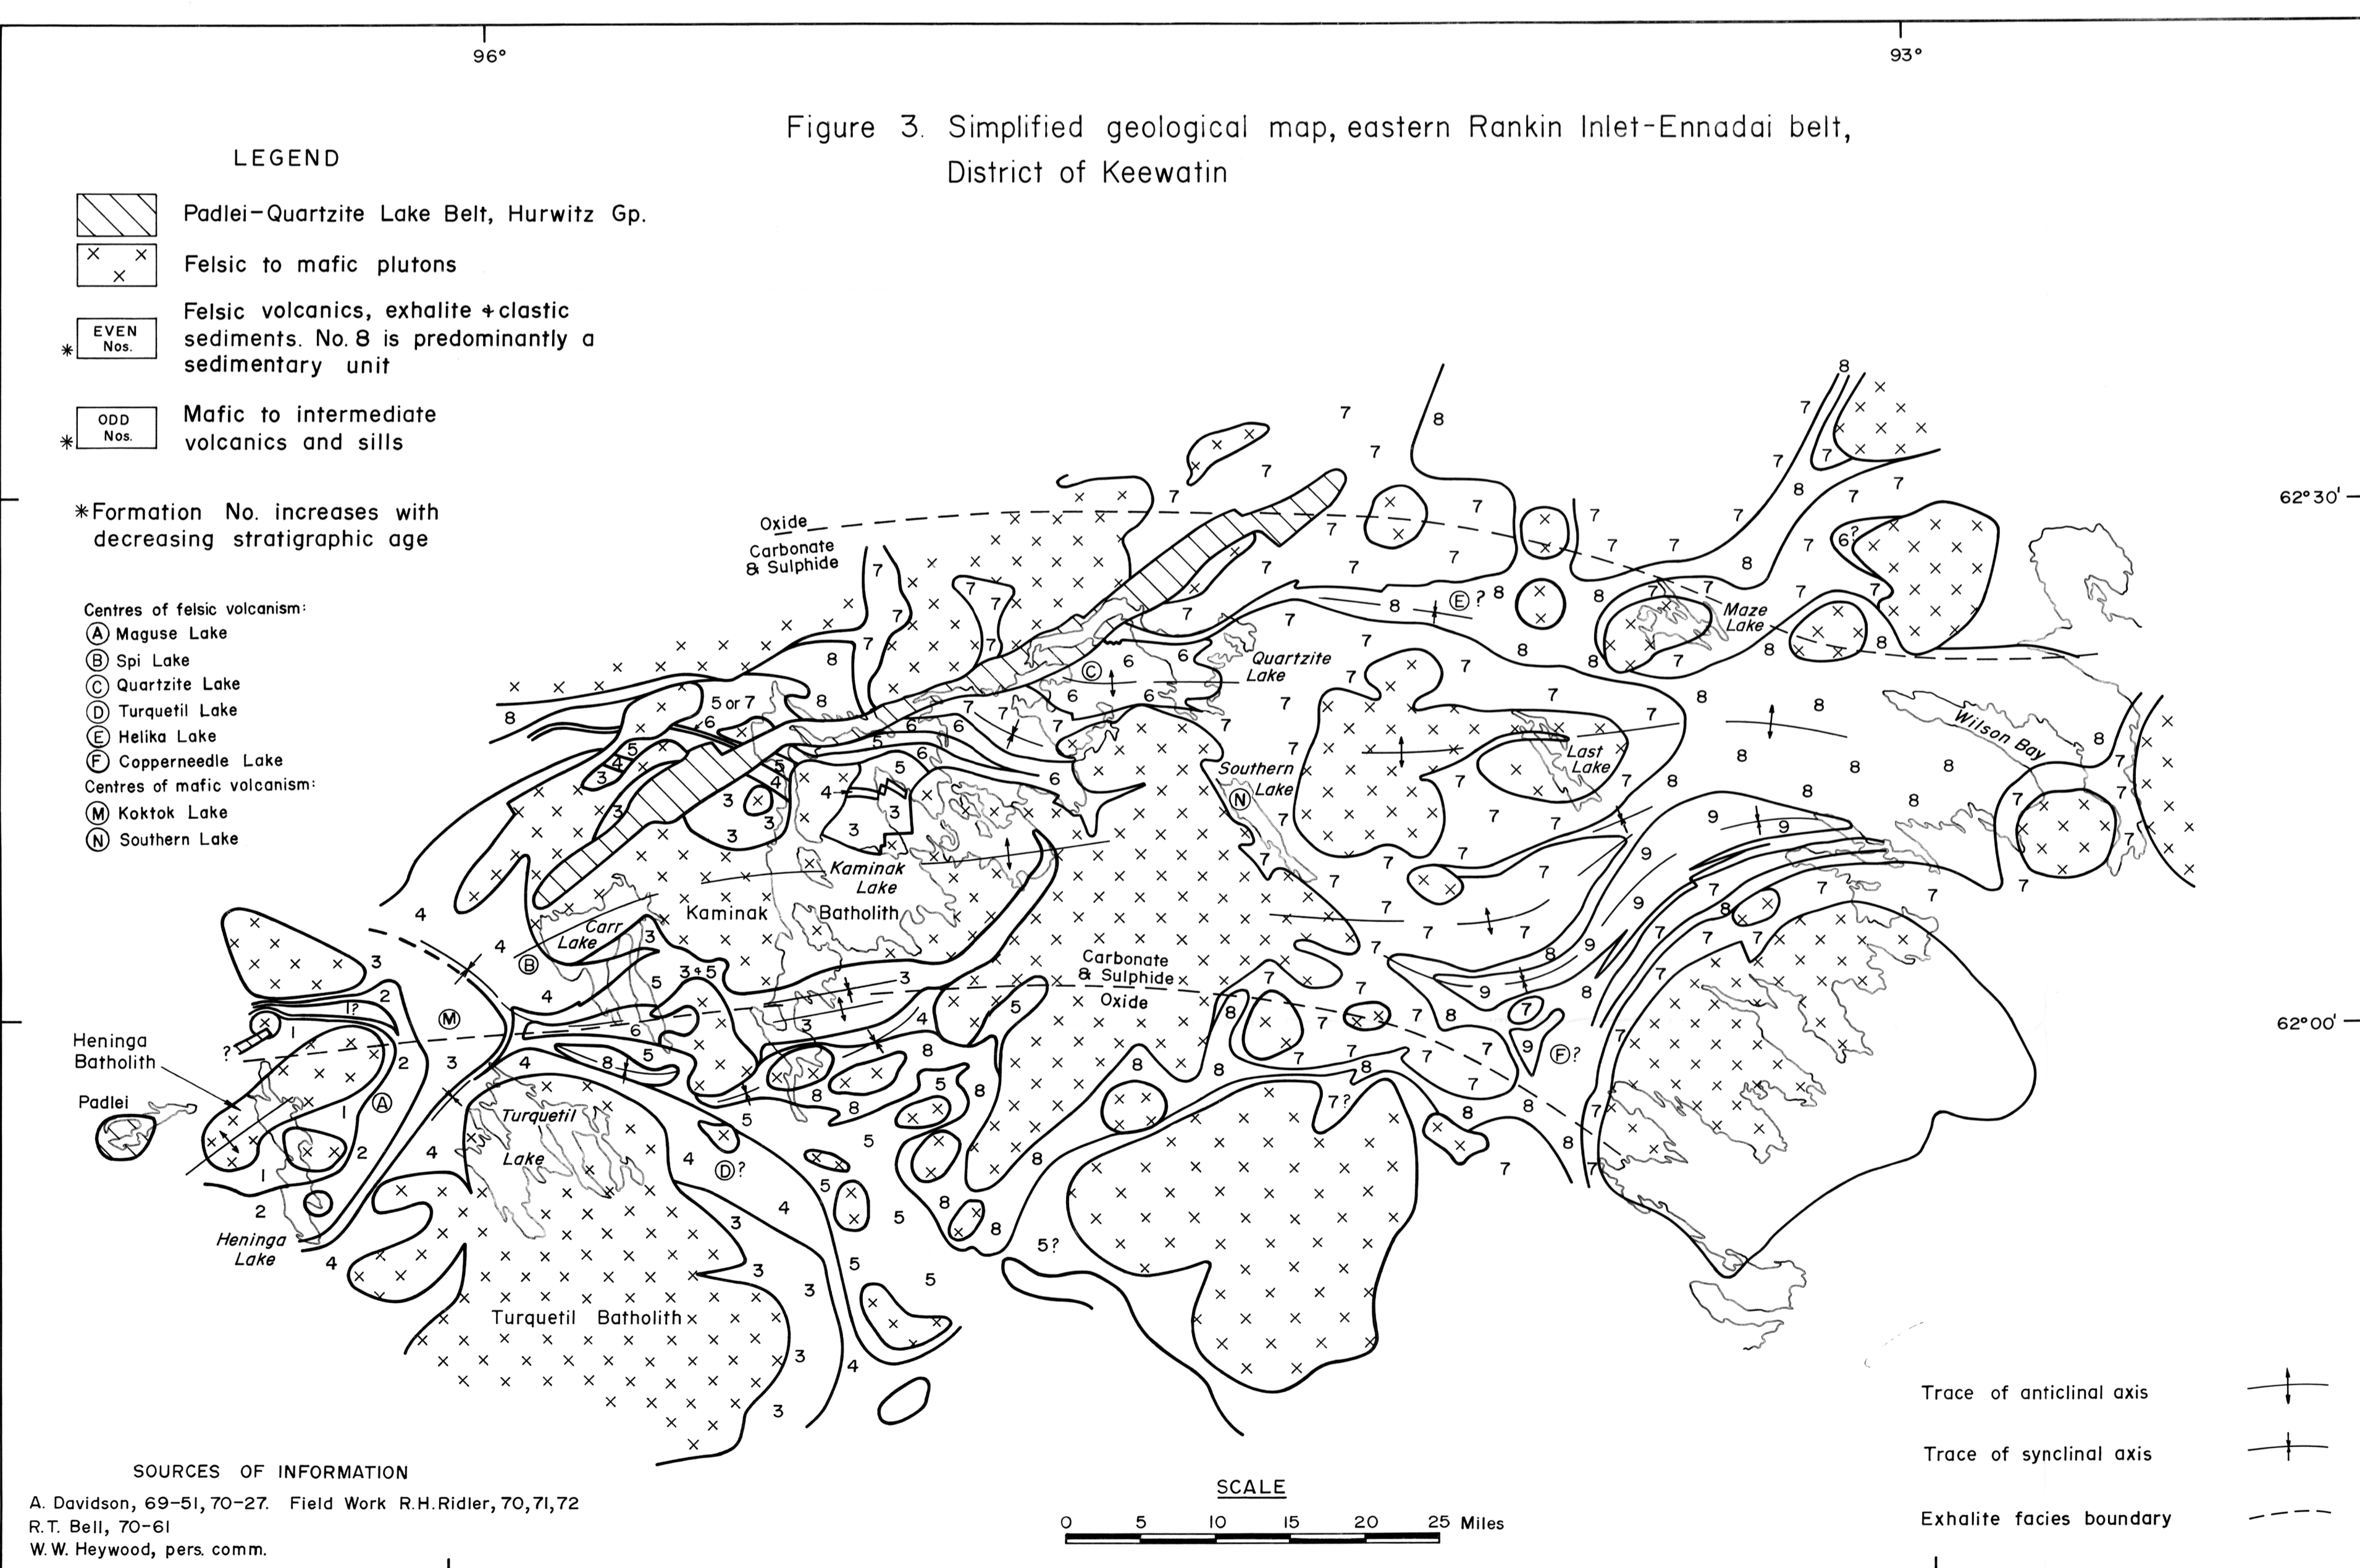 96°
93°
Figure 3. Simplified geological map, eastern Rankin Inlet-Ennadai belt,
District of Keewatin
LEGEND
Padlei-Quartzite Lake Belt, Hurwitz Gp.
Felsic to mafic plutons
EVEN
Nos.
Felsic volcanics, exhalite & clastic
sediments. No. 8 is predominantly a
sedimentary unit
*
ODD
Nos.
Mafic to intermediate
volcanics and sills
*
*Formation No. increases with
decreasing stratigraphic age
Centres of felsic volcanism:
A Maguse Lake
B Spi Lake
C Quartzite Lake
D Turquetil Lake
E Helika Lake
F Copperneedle Lake
Centres of mafic volcanism:
M Koktok Lake
N Southern Lake
62°30'
62°00'
Oxide
Carbonate
& Sulphide
Quartzite
Lake
Maze
Lake
Wilson Bay
Southern
Lake
Last
Lake
Kaminak
Lake
Kaminak Batholith
Carr
Lake
Carbonate
& Sulphide
Oxide
Heninga
Batholith
Padlei
Turquetil
Lake
Heninga
Lake
Turquetil Batholith
5 or 7
3+5
1?
6?
7?
5?
A
B
C
D?
E?
F?
M
N
SOURCES OF INFORMATION
A. Davidson, 69-51, 70-27. Field Work R.H. Ridler, 70, 71, 72
R.T. Bell, 70-61
W.W. Heywood, pers. comm.
SCALE
0 5 10 15 20 25 Miles
Trace of anticlinal axis
Trace of synclinal axis
Exhalite facies boundary